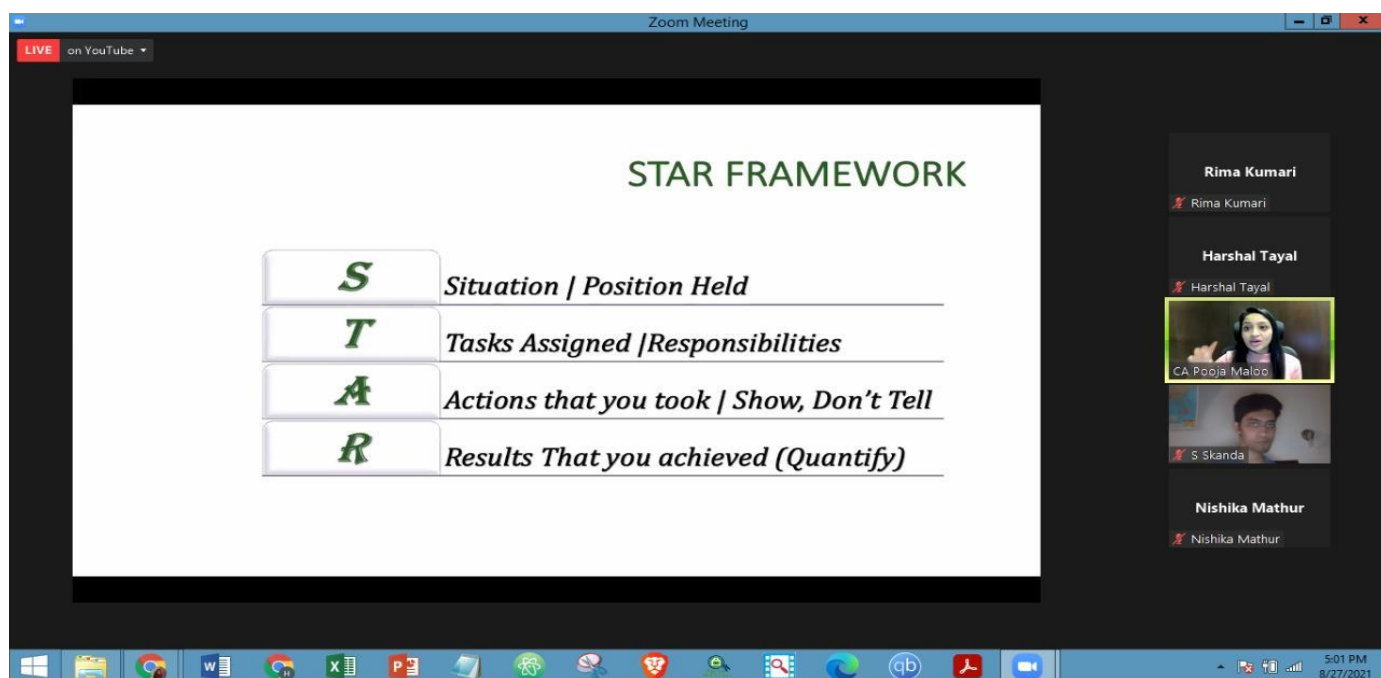 Zoom Meeting
LIVE on YouTube
STAR FRAMEWORK
S Situation | Position Held
T Tasks Assigned |Responsibilities
A Actions that you took | Show, Don't Tell
R Results That you achieved (Quantify)
Rima Kumari
Rima Kumari
Harshal Tayal
Harshal Tayal
CA Pooja Maloo
S Skanda
Nishika Mathur
Nishika Mathur
5:01 PM
8/27/2021